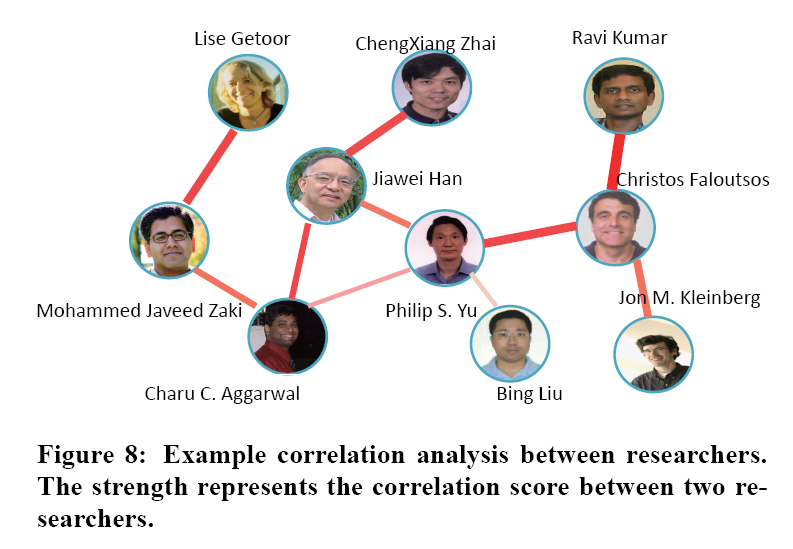 Lise Getoor
ChengXiang Zhai
Ravi Kumar
Jiawei Han
Christos Faloutsos
Mohammed Javeed Zaki
Philip S. Yu
Jon M. Kleinberg
Charu C. Aggarwal
Bing Liu
Figure 8: Example correlation analysis between researchers.
The strength represents the correlation score between two re-
searchers.